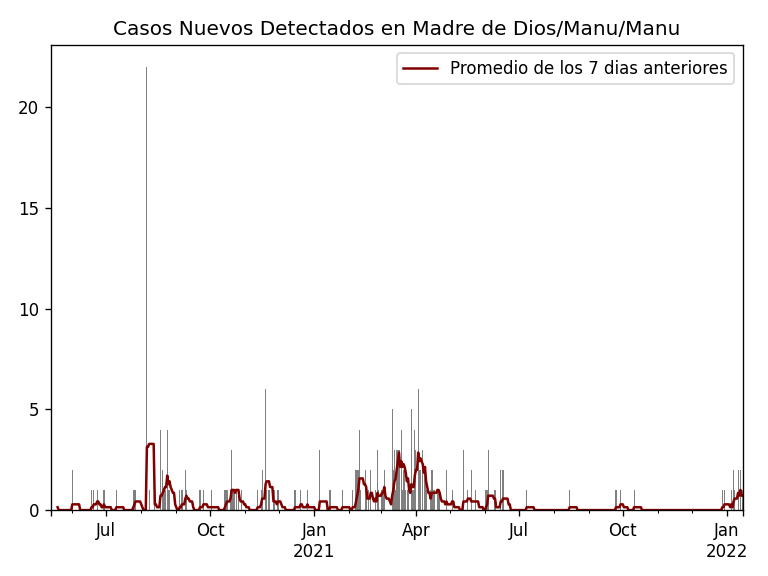 Casos Nuevos Detectados en Madre de Dios/Manu/Manu
Promedio de los 7 dias anteriores
20
15
10
5
0
Jul Oct Jan Apr Jul Oct Jan
2021 2022